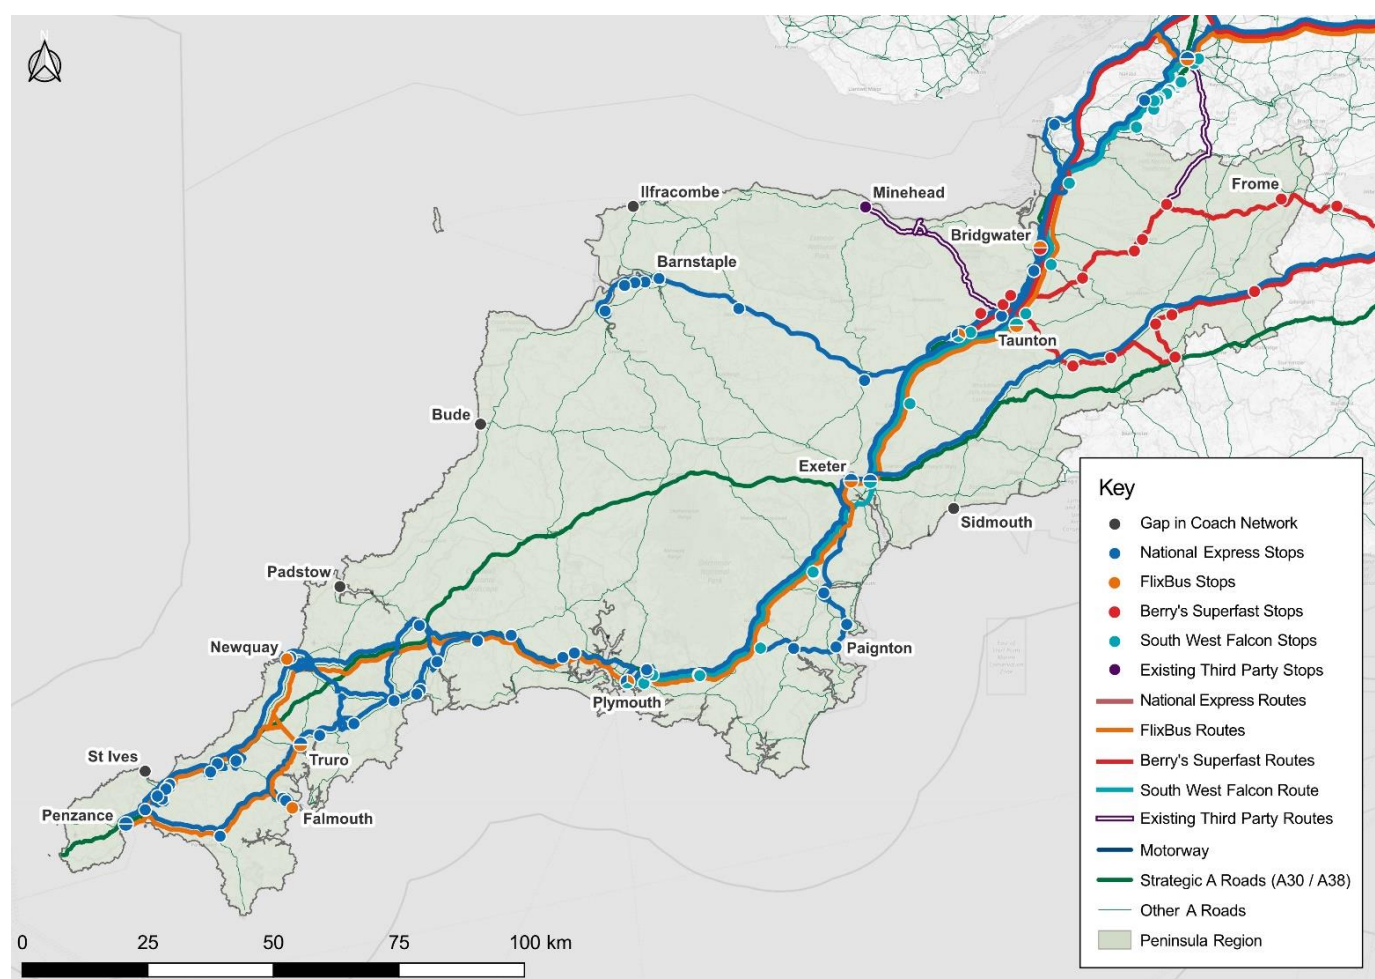 N
Ilfracombe
Minehead
Frome
Bridgwater
Barnstaple
Taunton
Bude
Exeter
Sidmouth
Padstow
Newquay
Paignton
Plymouth
St Ives
Truro
Penzance
Falmouth
Key
Gap in Coach Network
National Express Stops
FlixBus Stops
Berry's Superfast Stops
South West Falcon Stops
Existing Third Party Stops
National Express Routes
FlixBus Routes
Berry's Superfast Routes
South West Falcon Route
Existing Third Party Routes
Motorway
Strategic A Roads (A30 / A38)
Other A Roads
Peninsula Region
0 25 50 75 100 km